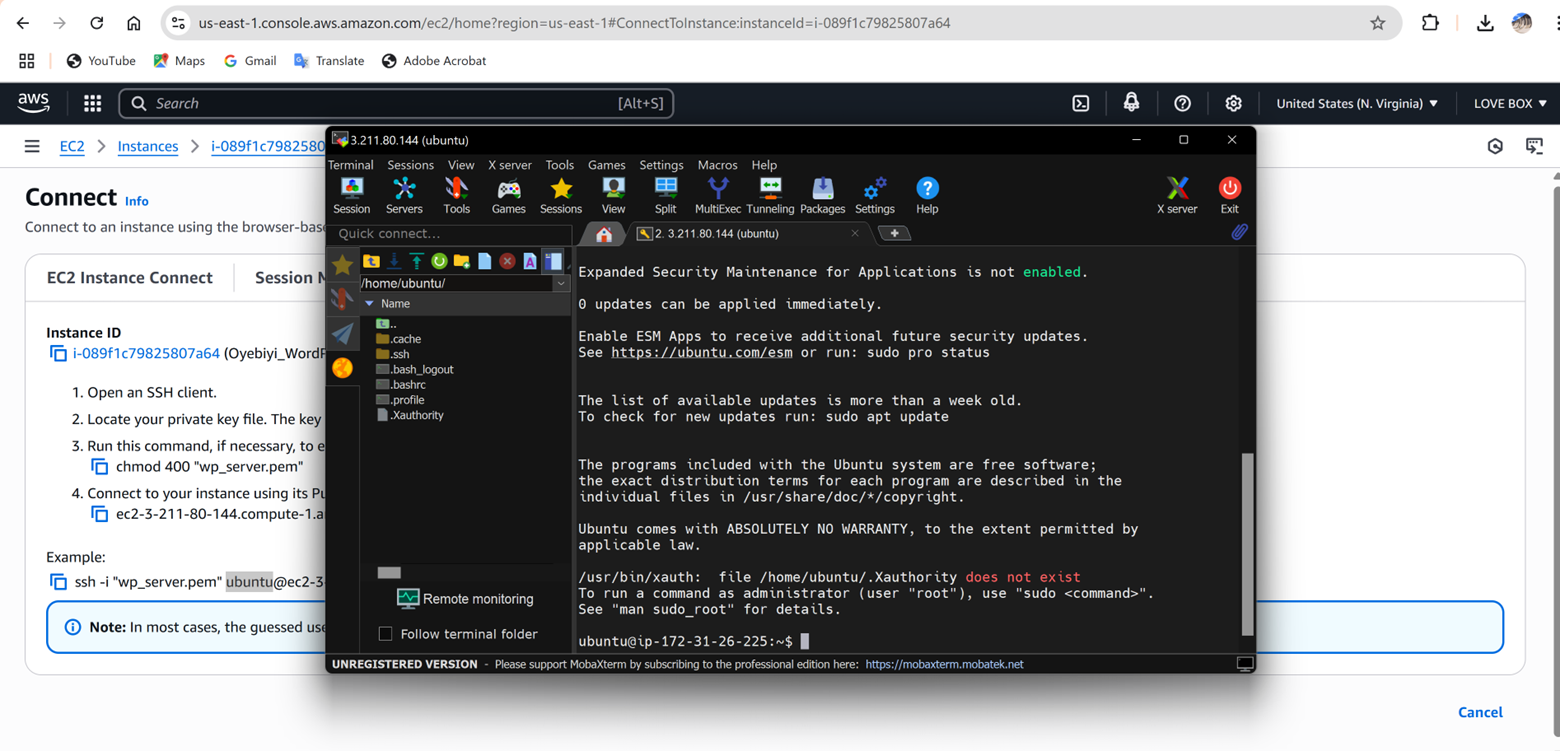 us-east-1.console.aws.amazon.com/ec2/home?region=us-east-1#ConnectToInstance:instanceId=i-089f1c79825807a64
YouTube Maps Gmail Translate Adobe Acrobat
aws Search [Alt+S] United States (N. Virginia) ▼ LOVE BOX ▼
EC2 > Instances > i-089f1c7982580
Connect Info
Connect to an instance using the browser-bas
EC2 Instance Connect Session
Instance ID
i-089f1c79825807a64 (Oyebiyi_WordP
1. Open an SSH client.
2. Locate your private key file. The key
3. Run this command, if necessary, to e
chmod 400 "wp_server.pem"
4. Connect to your instance using its Pu
ec2-3-211-80-144.compute-1.a
Example:
ssh -i "wp_server.pem" ubuntu@ec2-3-
Note: In most cases, the guessed use
Cancel
3.211.80.144 (ubuntu)
Terminal Sessions View X server Tools Games Settings Macros Help
Session Servers Tools Games Sessions View Split MultiExec Tunneling Packages Settings Help X server Exit
Quick connect...
2. 3.211.80.144 (ubuntu)
/home/ubuntu/
Name
..
.cache
.ssh
.bash_logout
.bashrc
.profile
.Xauthority
Remote monitoring
Follow terminal folder
Expanded Security Maintenance for Applications is not enabled.
0 updates can be applied immediately.
Enable ESM Apps to receive additional future security updates.
See https://ubuntu.com/esm or run: sudo pro status
The list of available updates is more than a week old.
To check for new updates run: sudo apt update
The programs included with the Ubuntu system are free software;
the exact distribution terms for each program are described in the
individual files in /usr/share/doc/*/copyright.
Ubuntu comes with ABSOLUTELY NO WARRANTY, to the extent permitted by
applicable law.
/usr/bin/xauth:  file /home/ubuntu/.Xauthority does not exist
To run a command as administrator (user "root"), use "sudo <command>".
See "man sudo_root" for details.
ubuntu@ip-172-31-26-225:~$
UNREGISTERED VERSION - Please support MobaXterm by subscribing to the professional edition here: https://mobaxterm.mobatek.net